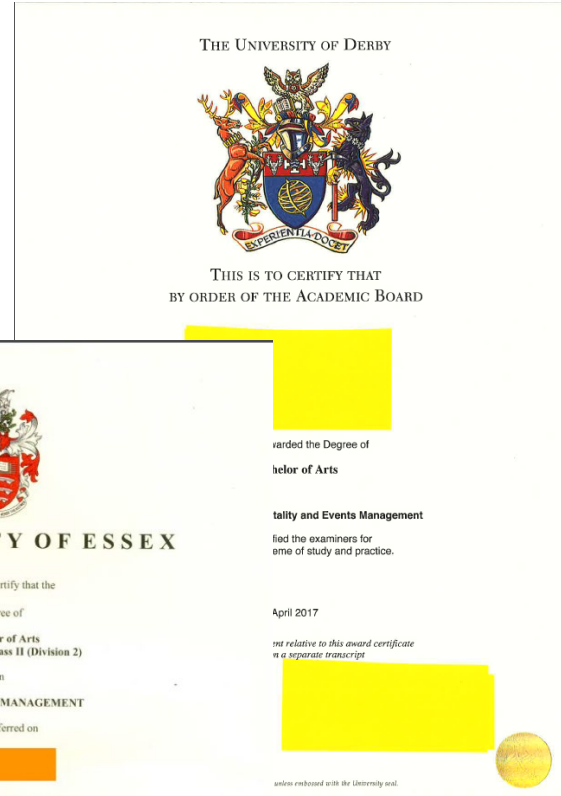 THE UNIVERSITY OF DERBY
EXPERIENTIA DOCET
THIS IS TO CERTIFY THAT
BY ORDER OF THE ACADEMIC BOARD
warded the Degree of
helor of Arts
tality and Events Management
fied the examiners for
eme of study and practice.
April 2017
ent relative to this award certificate
n a separate transcript
unless embossed with the University seal.
Y OF ESSEX
rtify that the
ee of
r of Arts
ass II (Division 2)
n
MANAGEMENT
ferred on